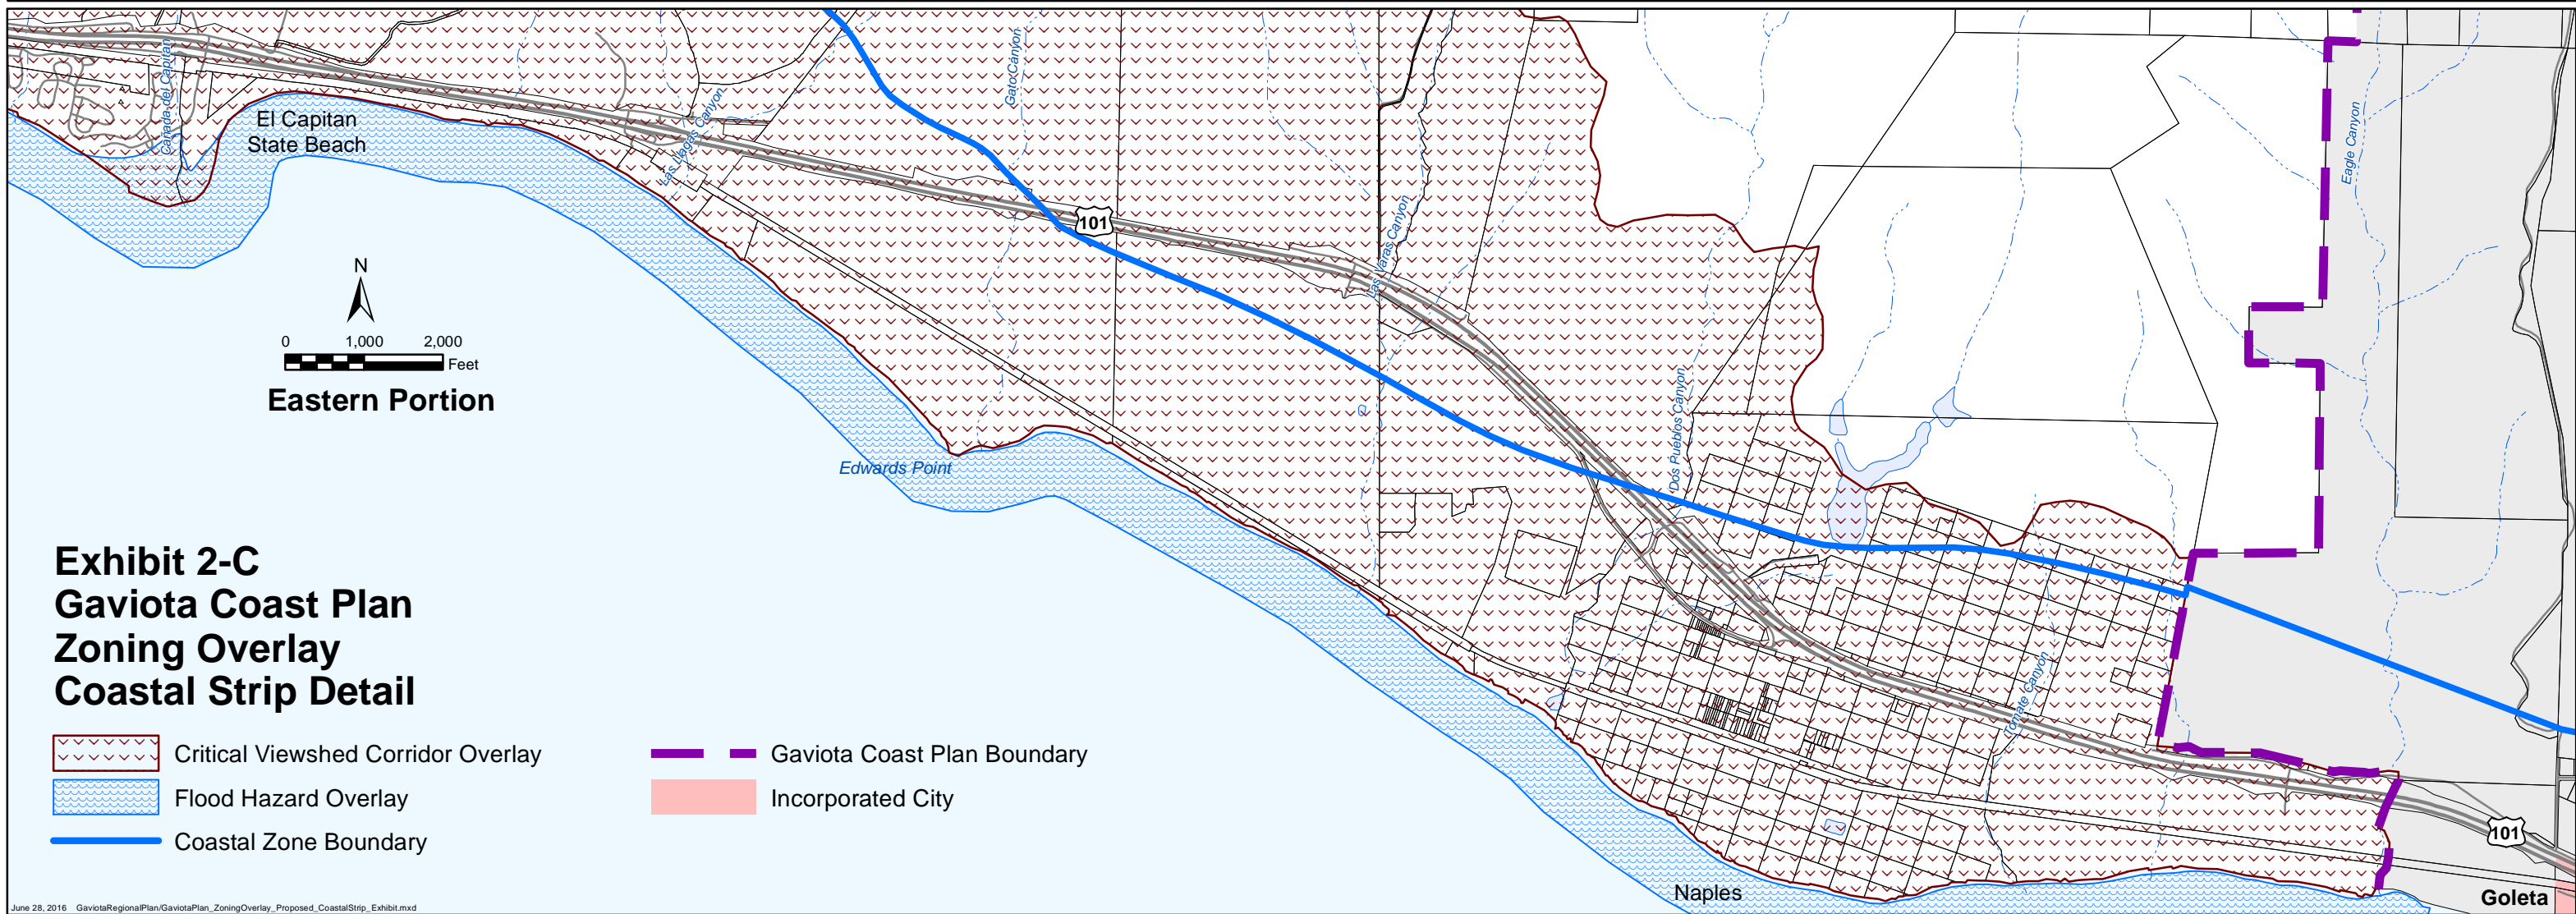 Cañada del Capitan
El Capitan
State Beach
Las Llagas Canyon
Gato Canyon
101
Las Varas Canyon
Dos Pueblos Canyon
Eagle Canyon
Tomate Canyon
Edwards Point
N
0 1,000 2,000
Feet
Eastern Portion
Exhibit 2-C
Gaviota Coast Plan
Zoning Overlay
Coastal Strip Detail
Critical Viewshed Corridor Overlay
Flood Hazard Overlay
Coastal Zone Boundary
Gaviota Coast Plan Boundary
Incorporated City
Naples
101
Goleta
June 28, 2016 GaviotaRegionalPlan/GaviotaPlan_ZoningOverlay_Proposed_CoastalStrip_Exhibit.mxd